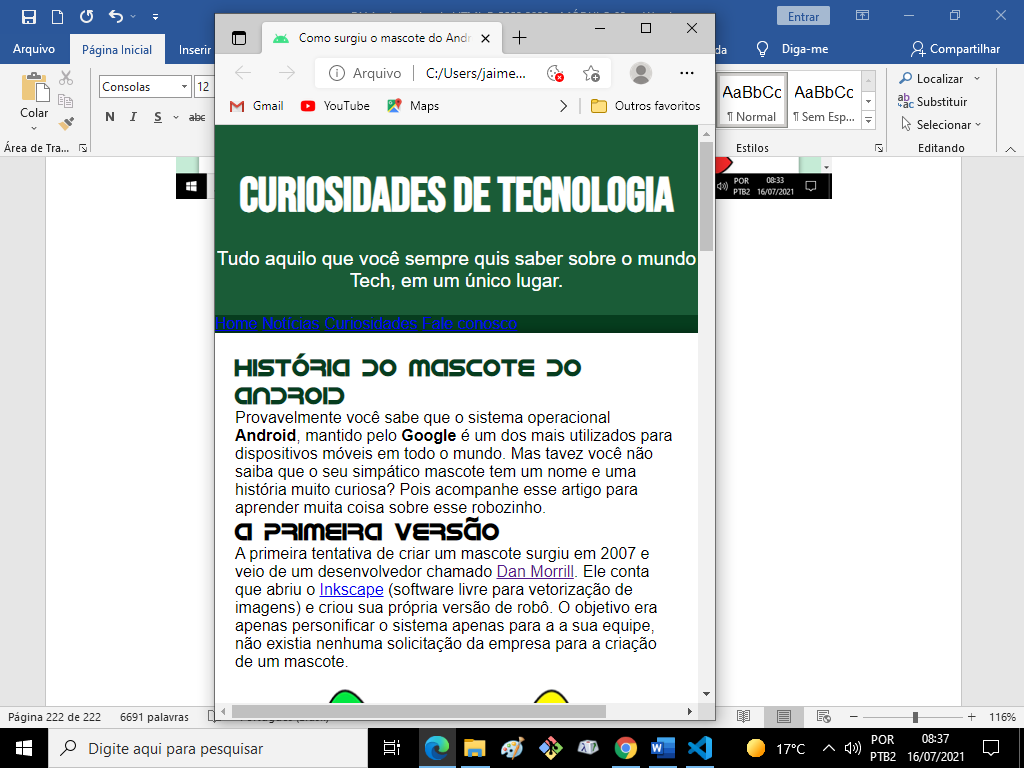 Entrar
Arquivo
Página Inicial
Inserir
da
Diga-me
Compartilhar
Como surgiu o mascote do Andr
Arquivo
C:/Users/jaime...
Gmail
YouTube
Maps
Outros favoritos
Colar
Área de Tra...
Consolas
12
N
I
S
abc
AaBbCc
AaBbCc
¶ Normal
¶ Sem Esp...
Estilos
Localizar
Substituir
Selecionar
Editando
POR
PTB2
08:33
16/07/2021
CURIOSIDADES DE TECNOLOGIA
Tudo aquilo que você sempre quis saber sobre o mundo
Tech, em um único lugar.
Home Notícias Curiosidades Fale conosco
História do mascote do
Android
Provavelmente você sabe que o sistema operacional
Android, mantido pelo Google é um dos mais utilizados para
dispositivos móveis em todo o mundo. Mas tavez você não
saiba que o seu simpático mascote tem um nome e uma
história muito curiosa? Pois acompanhe esse artigo para
aprender muita coisa sobre esse robozinho.
A primeira versão
A primeira tentativa de criar um mascote surgiu em 2007 e
veio de um desenvolvedor chamado Dan Morrill. Ele conta
que abriu o Inkscape (software livre para vetorização de
imagens) e criou sua própria versão de robô. O objetivo era
apenas personificar o sistema apenas para a a sua equipe,
não existia nenhuma solicitação da empresa para a criação
de um mascote.
Página 222 de 222
6691 palavras
116%
Digite aqui para pesquisar
17°C
POR
PTB2
08:37
16/07/2021